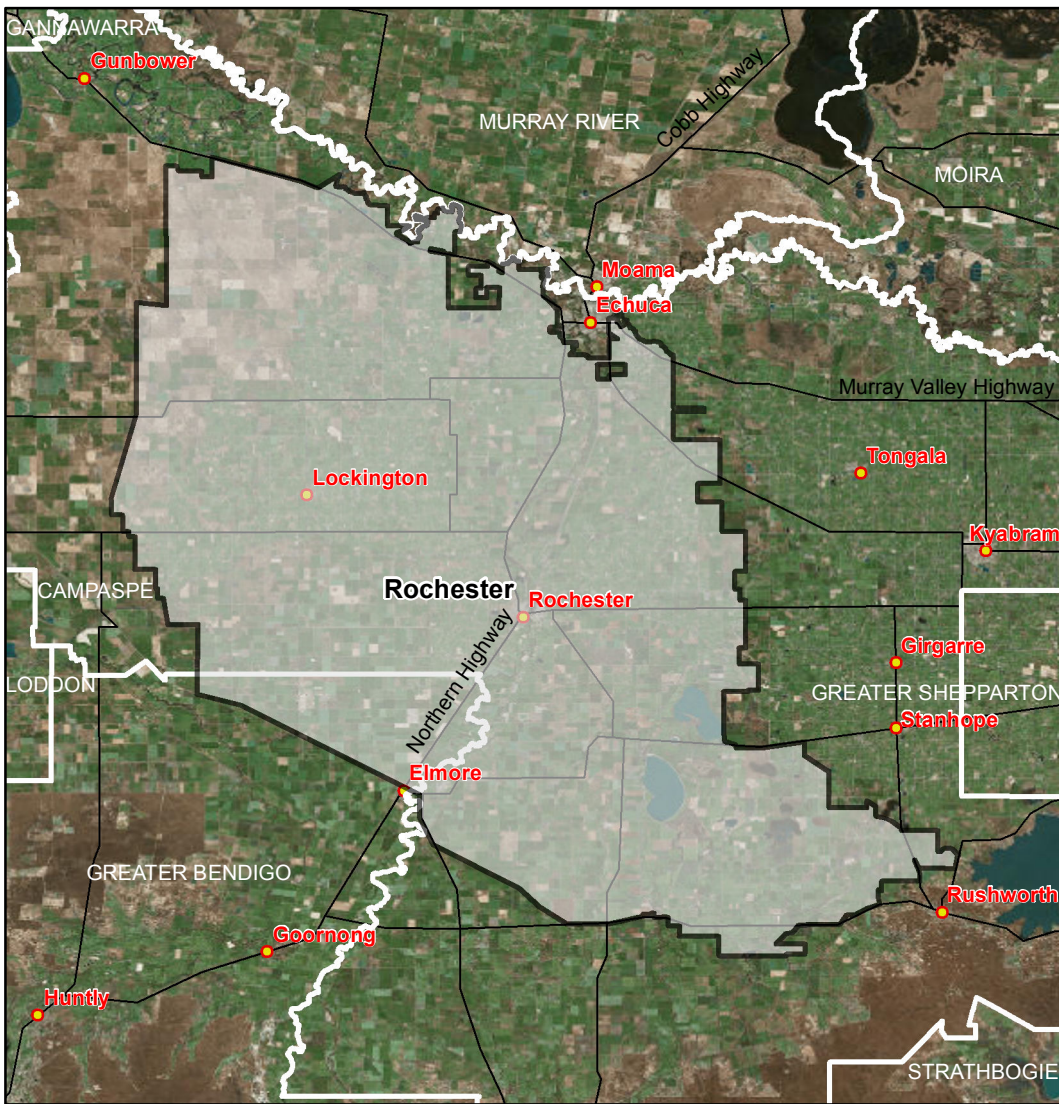 GANNAWARRA
Gunbower
MURRAY RIVER
Cobb Highway
MOIRA
Moama
Echuca
Murray Valley Highway
Tongala
Lockington
Kyabram
CAMPASPE
Rochester
Rochester
Northern Highway
Girgarre
LODDON
GREATER SHEPPARTON
Stanhope
Elmore
GREATER BENDIGO
Rushworth
Goornong
Huntly
STRATHBOGIE